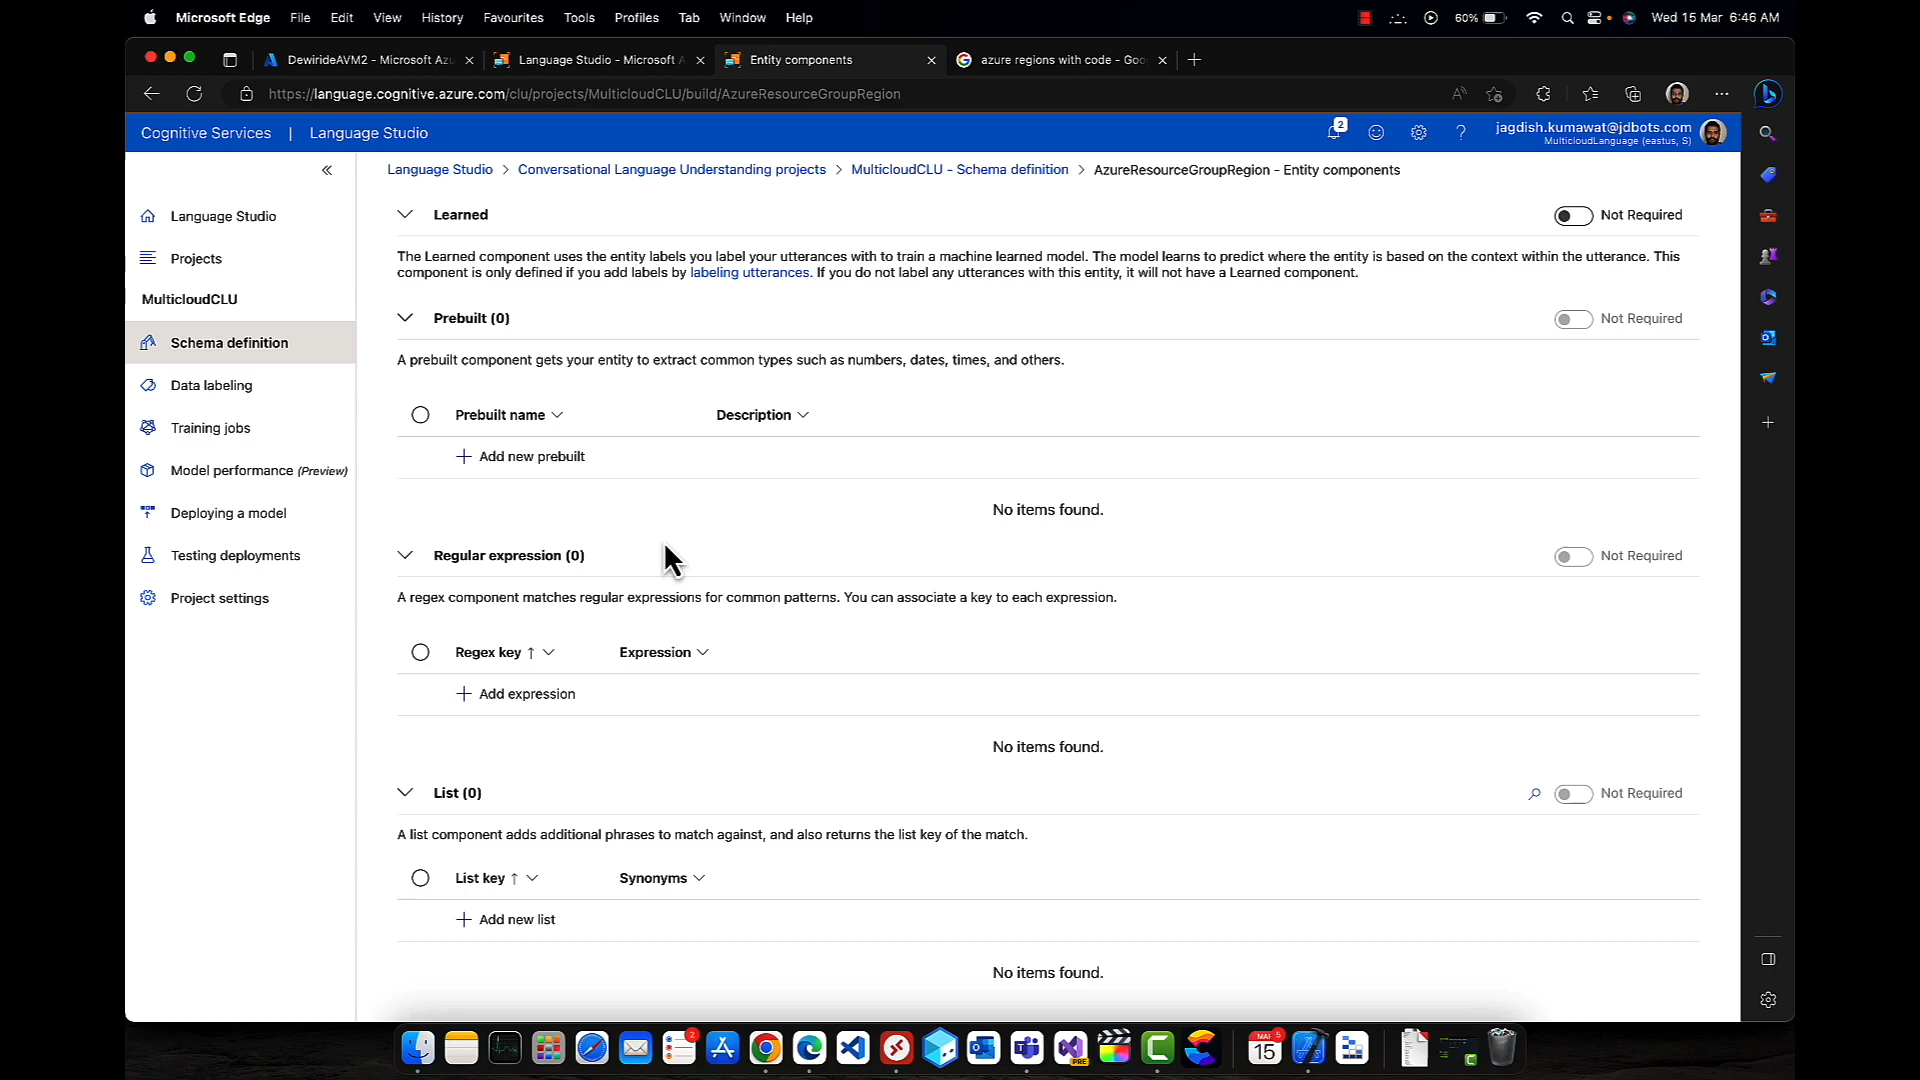 Microsoft Edge File Edit View History Favourites Tools Profiles Tab Window Help 60% Wed 15 Mar 6:46 AM
DewirideAVM2 - Microsoft Azu
Language Studio - Microsoft A
Entity components
azure regions with code - Goo
https://language.cognitive.azure.com/clu/projects/MulticloudCLU/build/AzureResourceGroupRegion
Cognitive Services | Language Studio
2
jagdish.kumawat@jdbots.com
MulticloudLanguage (eastus, S)
Language Studio > Conversational Language Understanding projects > MulticloudCLU - Schema definition > AzureResourceGroupRegion - Entity components
Language Studio
Projects
MulticloudCLU
Schema definition
Data labeling
Training jobs
Model performance (Preview)
Deploying a model
Testing deployments
Project settings
Learned
Not Required
The Learned component uses the entity labels you label your utterances with to train a machine learned model. The model learns to predict where the entity is based on the context within the utterance. This
component is only defined if you add labels by labeling utterances. If you do not label any utterances with this entity, it will not have a Learned component.
Prebuilt (0)
Not Required
A prebuilt component gets your entity to extract common types such as numbers, dates, times, and others.
Prebuilt name
Description
Add new prebuilt
No items found.
Regular expression (0)
Not Required
A regex component matches regular expressions for common patterns. You can associate a key to each expression.
Regex key ↑
Expression
Add expression
No items found.
List (0)
Not Required
A list component adds additional phrases to match against, and also returns the list key of the match.
List key ↑
Synonyms
Add new list
No items found.
2
15
5
PRE